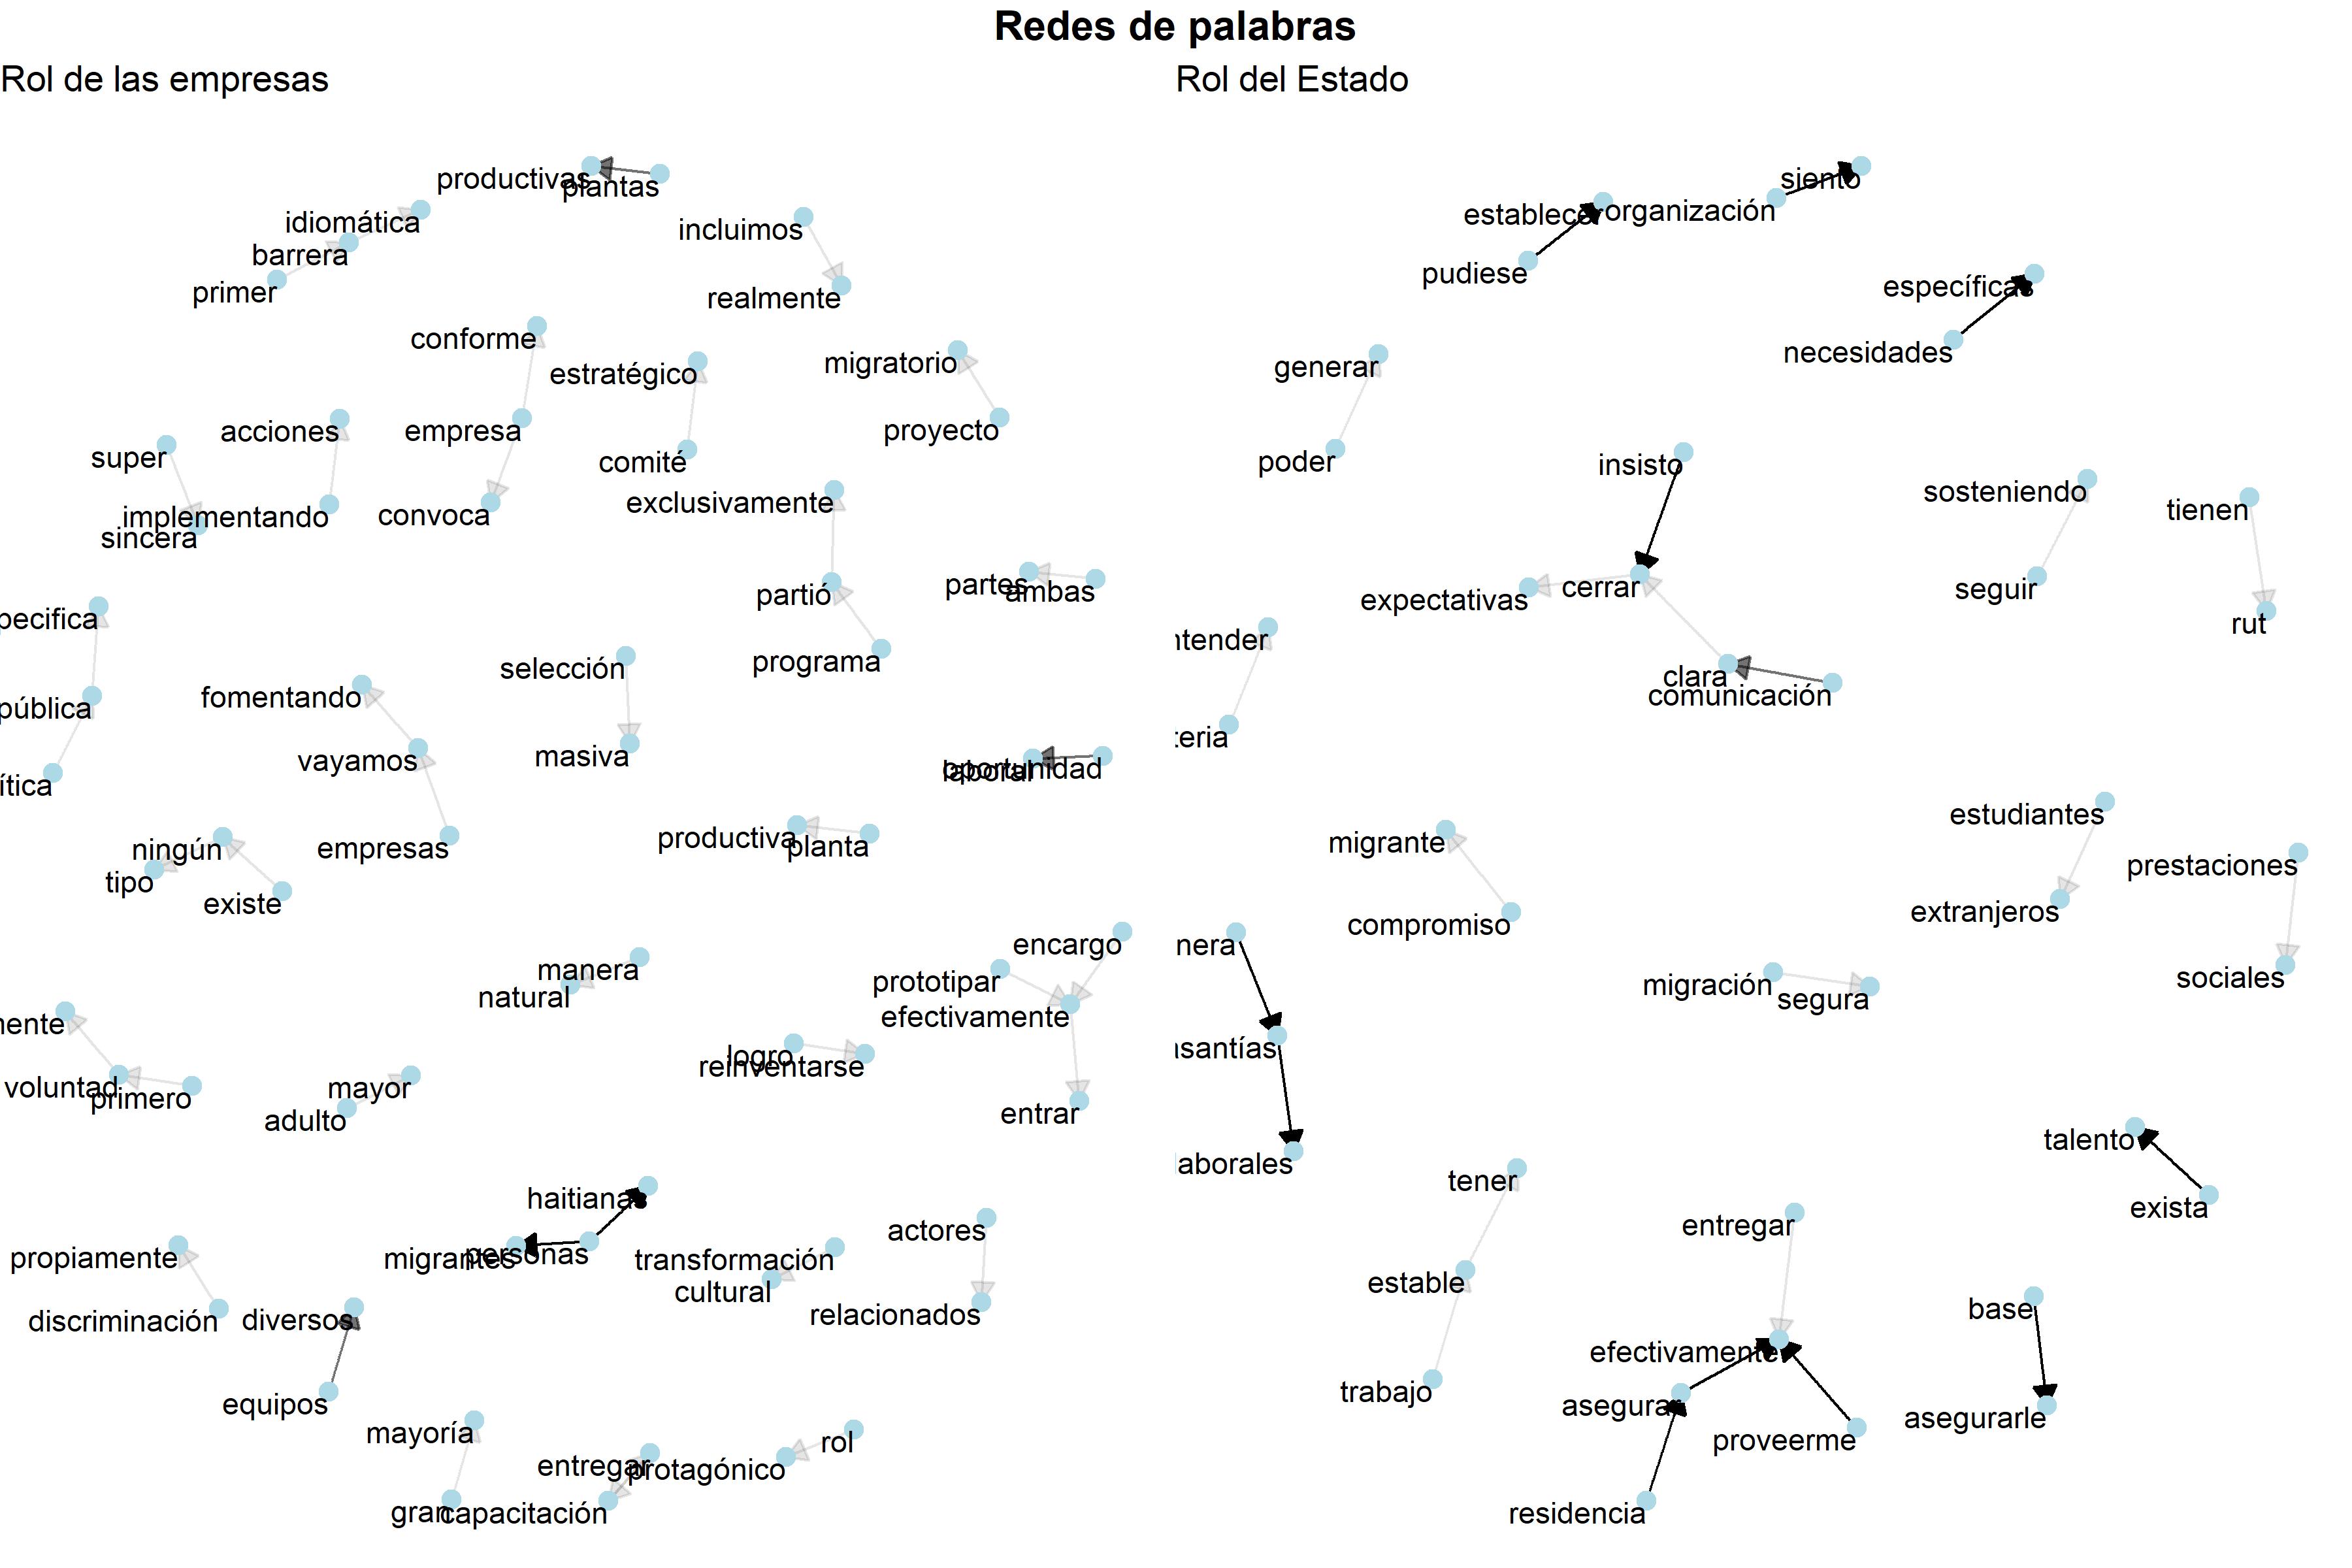 Redes de palabras
Rol de las empresas
productivas
plantas
idiomática
barrera
primer
incluimos
realmente
conforme
estratégico
migratorio
acciones
empresa
proyecto
super
comité
implementando
convoca
exclusivamente
sincera
partes
ambas
partió
pecifica
programa
selección
fomentando
pública
masiva
vayamos
laboral
oportunidad
ítica
productiva
planta
ningún
empresas
tipo
existe
encargo
manera
prototipar
natural
efectivamente
mente
logro
reinventarse
voluntad
primero
mayor
adulto
entrar
haitianas
actores
propiamente
migrantes
personas
transformación
cultural
relacionados
discriminación
diversos
equipos
mayoría
rol
entregar
protagónico
gran
capacitación
Rol del Estado
siento
establecer
organización
pudiese
específicas
necesidades
generar
poder
insisto
sosteniendo
tienen
seguir
cerrar
expectativas
rut
ntender
clara
comunicación
teria
estudiantes
migrante
prestaciones
extranjeros
compromiso
nera
sociales
migración
segura
asantías
talento
laborales
tener
exista
entregar
estable
base
efectivamente
trabajo
asegurar
asegurarle
proveerme
residencia